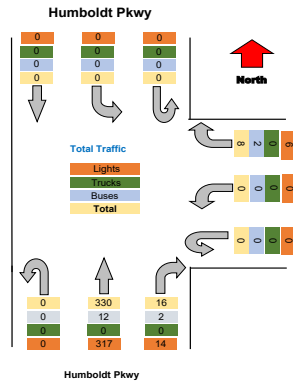 Humboldt Pkwy
0 0 0
0 0 0
0 0 0
0 0 0
North
Total Traffic
Lights
Trucks
Buses
Total
8 2 0 6
0 0 0 0
0 0 0 0
0 330 16
0 12 2
0 0 0
0 317 14
Humboldt Pkwy